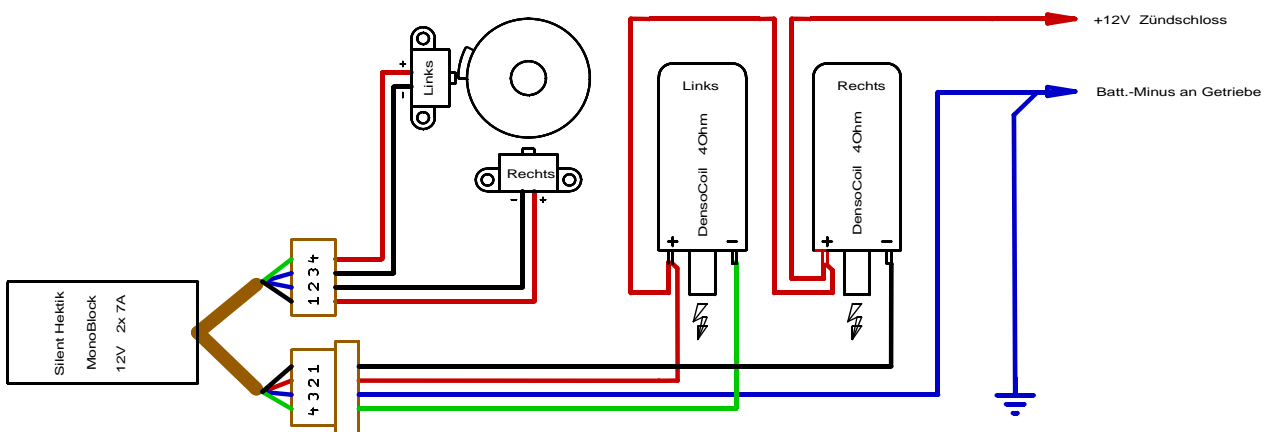 +12V Zündschloss
Batt.-Minus an Getriebe
+
-
Links
Rechts
- +
Links
DensoCoil 4Ohm
+ -
Rechts
DensoCoil 4Ohm
+ -
1 2 3 4
4 3 2 1
Silent Hektik
MonoBlock
12V 2x 7A